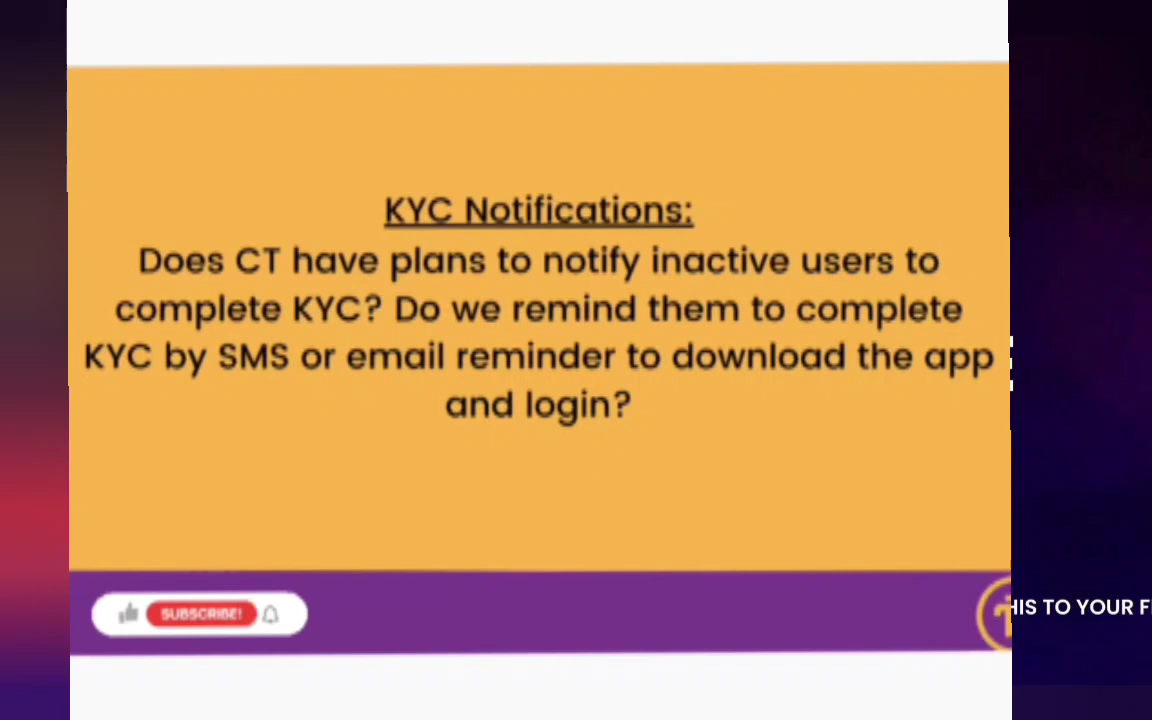 KYC Notifications:
Does CT have plans to notify inactive users to
complete KYC? Do we remind them to complete
KYC by SMS or email reminder to download the app
and login?
SUBSCRIBE!
HIS TO YOUR F